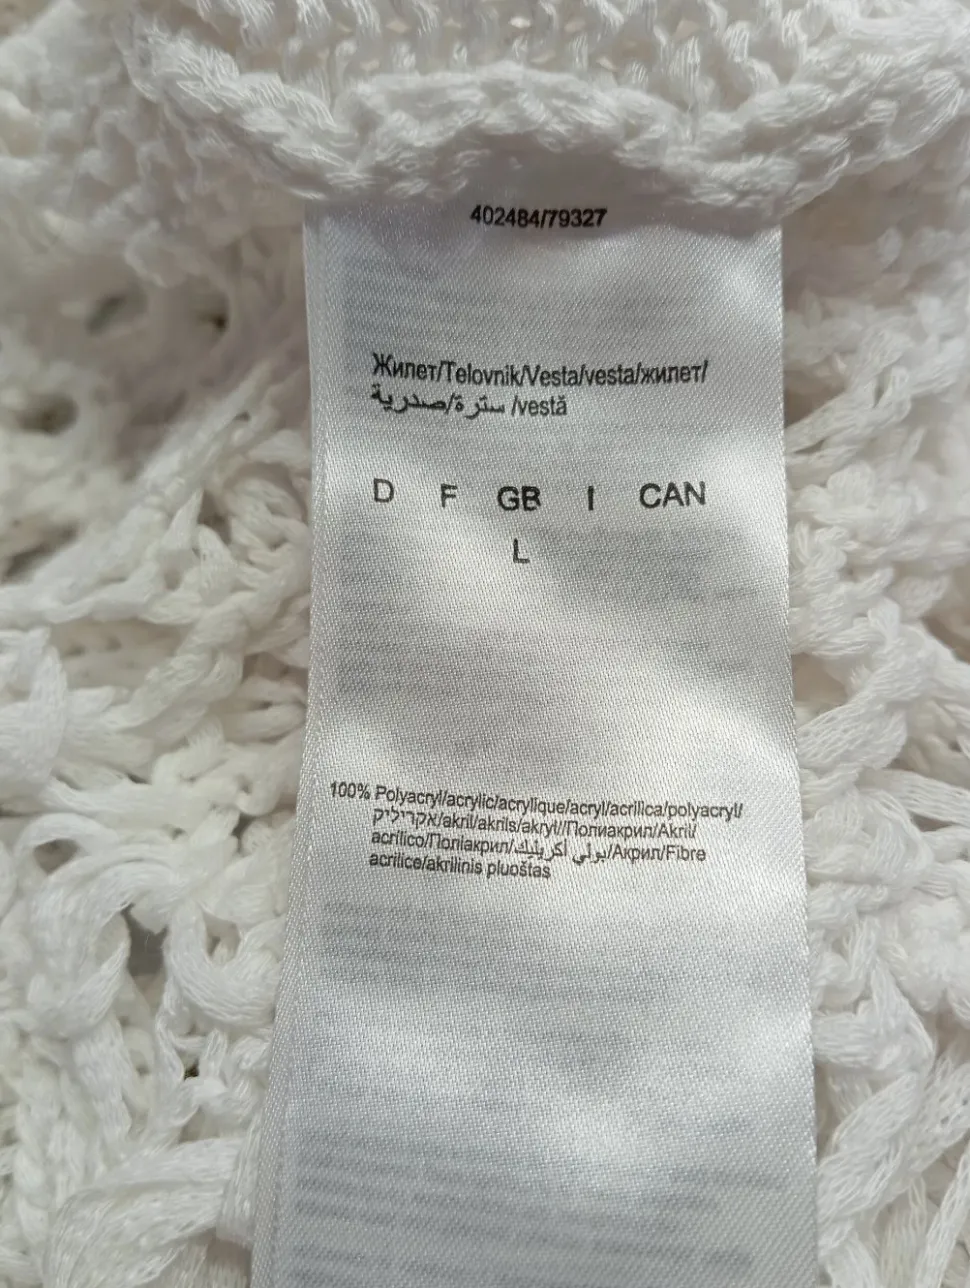 402484/79327
Жилет/Telovnik/Vesta/vesta/жилет/
سترة/صدرية /vestă
D F GB I CAN
L
100% Polyacryl/acrylic/acrylique/acryl/acrilica/polyacryl/
אקריליק/akril/akrils/akryl//Полиакрил/Akril/
acrílico/Поліакрил/بولي أكريليك/Акрил/Fibre
acrilice/akrilinis pluoštas